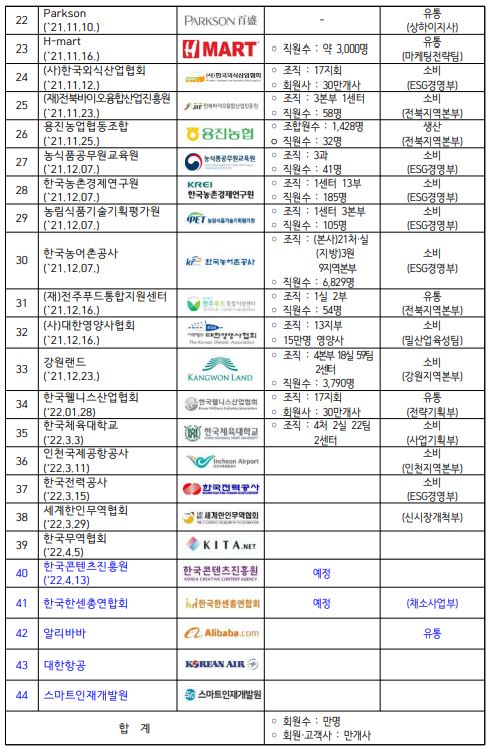 22 Parkson PARKSON 百盛 - 유통
(`21.11.10.) (상하이지사)
23 H-mart H MART ◦ 직원수 : 약 3,000명 유통
(`21.11.16.) (마케팅전략팀)
24 (사)한국외식산업협회 (사)한국외식산업협회 ◦ 조직 : 17지회 소비
(`21.11.12.) ◦ 회원사 : 30만개사 (ESG경영부)
25 (재)전북바이오융합산업진흥원 jif 전북바이오융합산업진흥원 ◦ 조직 : 3본부 1센터 소비
(`21.11.23.) ◦ 직원수 : 58명 (전북지역본부)
26 용진농업협동조합 용진농협 ◦ 조합원수 : 1,428명 생산
(`21.11.25.) ◦ 직원수 : 32명 (전북지역본부)
27 농식품공무원교육원 농식품공무원교육원 ◦ 조직 : 3과 소비
(`21.12.07.) ◦ 직원수 : 41명 (ESG경영부)
28 한국농촌경제연구원 KREI ◦ 조직 : 1센터 13부 소비
(`21.12.07.) 한국농촌경제연구원 ◦ 직원수 : 185명 (ESG경영부)
29 농림식품기술기획평가원 iPET 농림식품기술기획평가원 ◦ 조직 : 1센터 3본부 소비
(`21.12.07.) ◦ 직원수 : 105명 (ESG경영부)
◦ 조직 : (본사)21처·실
30 한국농어촌공사 한국농어촌공사 (지방)3원 소비
(`21.12.07.) 9지역본부 (ESG경영부)
◦ 직원수 : 6,829명
31 (재)전주푸드통합지원센터 전주푸드통합지원센터 ◦ 조직 : 1실 2부 유통
(`21.12.16.) ◦ 직원수 : 54명 (전북지역본부)
32 (사)대한영양사협회 대한영양사협회 ◦ 조직 : 13지부 소비
(`21.12.16.) The Korean Dietetic Association ◦ 15만명 영양사 (밀산업육성팀)
33 강원랜드 KANGWON LAND ◦ 조직 : 4본부 18실 59팀 소비
(`21.12.23.) 2센터 (강원지역본부)
◦ 직원수 : 3,790명
34 한국웰니스산업협회 한국웰니스산업협회 ◦ 조직 : 17지회 유통
(`22.01.28) Korea Wellness Industry Association ◦ 회원사 : 30만개사 (전략기획부)
35 한국체육대학교 한국체육대학교 ◦ 조직 : 4처 2실 22팀 소비
(`22.3.3) KOREA NATIONAL SPORT UNIVERSITY 2센터 (사업기획부)
36 인천국제공항공사 Incheon Airport 소비
(`22.3.11) (인천지역본부)
37 한국전력공사 한국전력공사 소비
(`22.3.15) KOREA ELECTRIC POWER CORPORATION (ESG경영부)
38 세계한인무역협회 세계한인무역협회 (신시장개척부)
(`22.3.29)
39 한국무역협회 KITA.NET
(`22.4.5)
40 한국콘텐츠진흥원 한국콘텐츠진흥원 예정
('22.4.13) KOREA CREATIVE CONTENT AGENCY
41 한국한센총연합회 한국한센총연합회 예정 (채소사업부)
42 알리바바 Alibaba.com 유통
43 대한항공 KOREAN AIR
44 스마트인재개발원 스마트인재개발원
합 계 ◦ 회원수 : 만명
◦ 회원·고객사 : 만개사